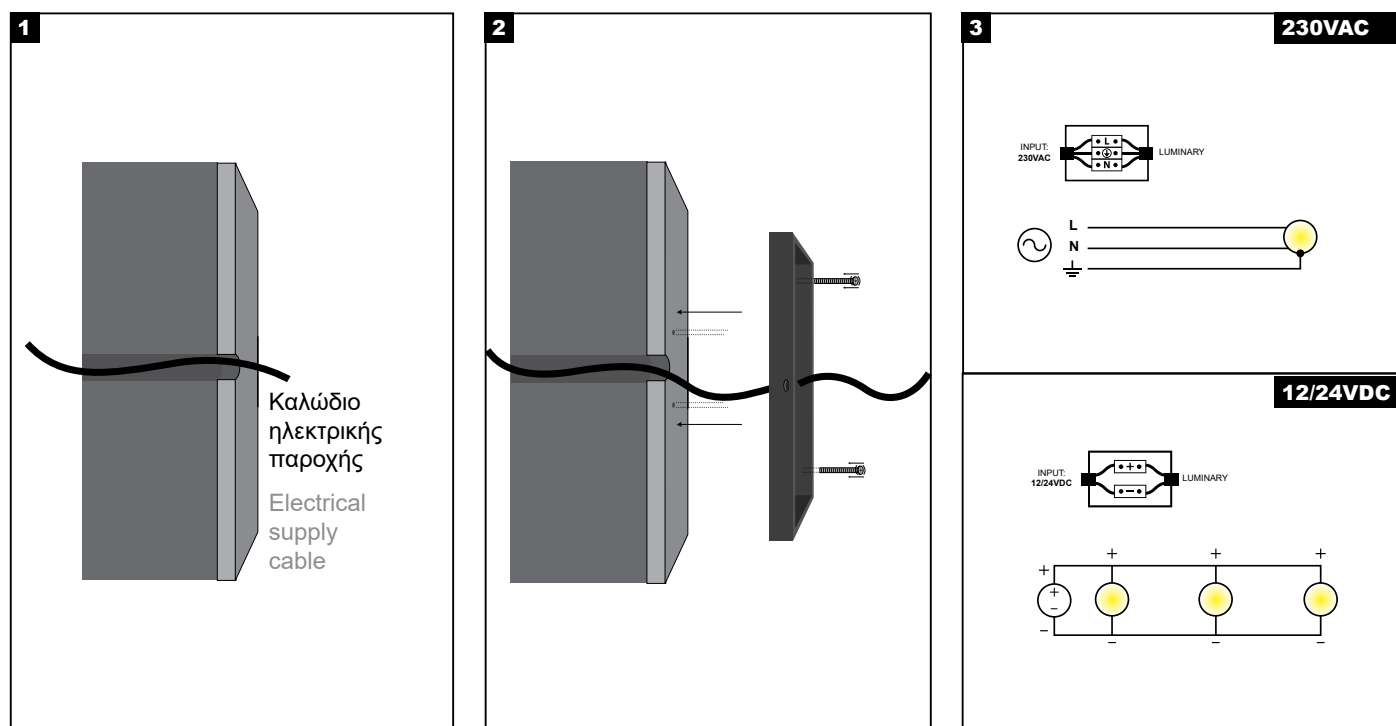 1
Καλώδιο
ηλεκτρικής
παροχής
Electrical
supply
cable
2
3
230VAC
INPUT:
230VAC
L
N
LUMINARY
L
N
12/24VDC
INPUT:
12/24VDC
+
−
LUMINARY
+ + +
+
+
−
−
− − −